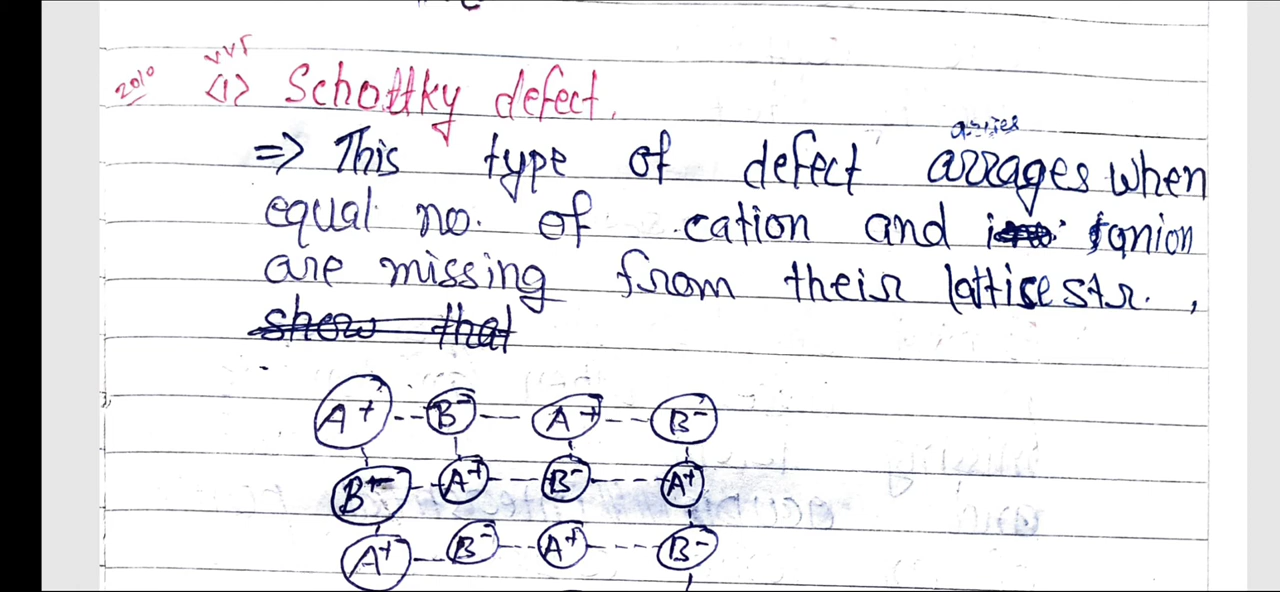 2010 VVI
<1> Schottky defect.
arries
=> This type of defect arrages when
equal no. of cation and anion
are missing from their lattice str. ,
show that
A+ -- B- -- A+ -- B-
B- -- A+ -- B- --- A+
A+ -- B- -- A+ --- B-